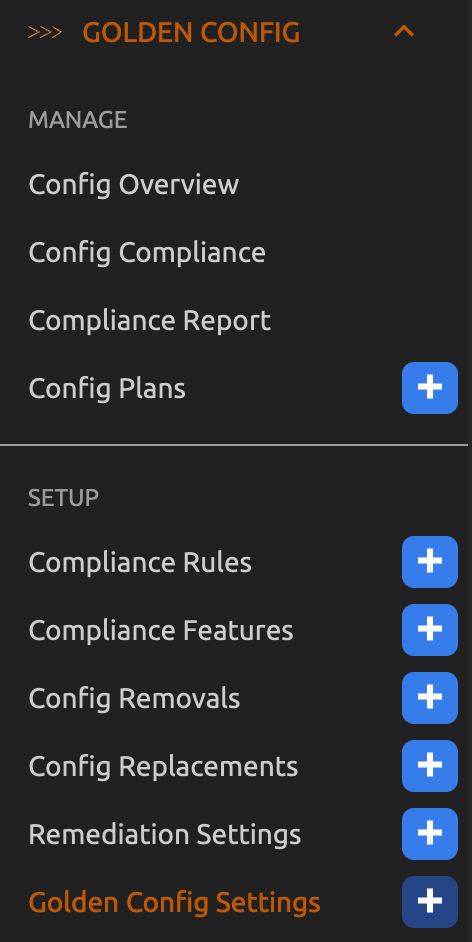 >>> GOLDEN CONFIG
MANAGE
Config Overview
Config Compliance
Compliance Report
Config Plans
SETUP
Compliance Rules
Compliance Features
Config Removals
Config Replacements
Remediation Settings
Golden Config Settings